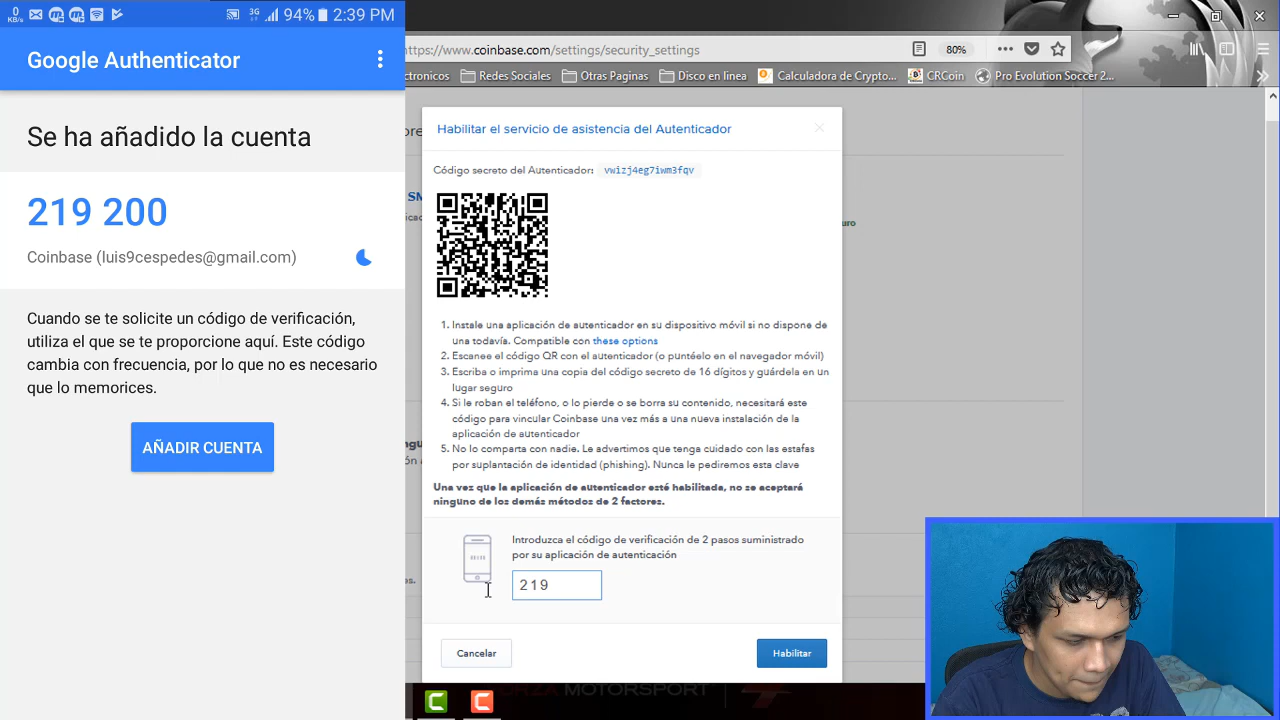 0
KB/s
3G
94%
2:39 PM
Google Authenticator
Se ha añadido la cuenta
219 200
Coinbase (luis9cespedes@gmail.com)
Cuando se te solicite un código de verificación,
utiliza el que se te proporcione aquí. Este código
cambia con frecuencia, por lo que no es necesario
que lo memorices.
AÑADIR CUENTA
https://www.coinbase.com/settings/security_settings
80%
ctronicos
Redes Sociales
Otras Paginas
Disco en linea
Calculadora de Crypto...
CRCoin
Pro Evolution Soccer 2...
Habilitar el servicio de asistencia del Autenticador
Código secreto del Autenticador: vwizj4eg7iwm3fqv
SM
uro
1. Instale una aplicación de autenticador en su dispositivo móvil si no dispone de
una todavía. Compatible con these options
2. Escanee el código QR con el autenticador (o puntéelo en el navegador móvil)
3. Escriba o imprima una copia del código secreto de 16 dígitos y guárdela en un
lugar seguro
4. Si le roban el teléfono, o lo pierde o se borra su contenido, necesitará este
código para vincular Coinbase una vez más a una nueva instalación de la
aplicación de autenticador
5. No lo comparta con nadie. Le advertimos que tenga cuidado con las estafas
por suplantación de identidad (phishing). Nunca le pediremos esta clave
Una vez que la aplicación de autenticador esté habilitada, no se aceptará
ninguno de los demás métodos de 2 factores.
Introduzca el código de verificación de 2 pasos suministrado
por su aplicación de autenticación
219
Cancelar
Habilitar
FORZA MOTORSPORT